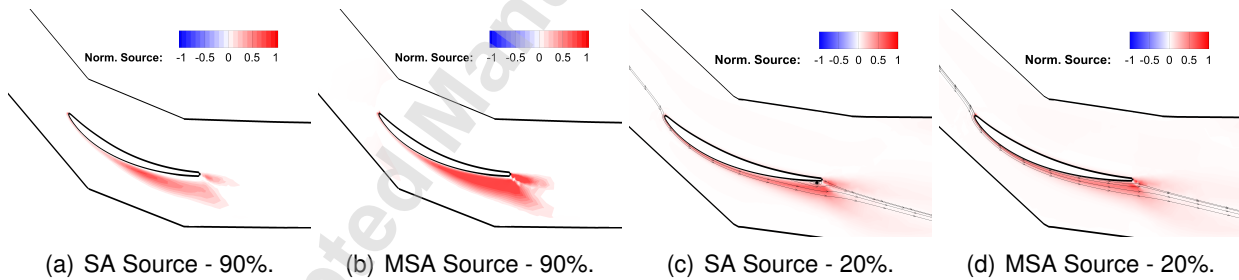 Norm. Source: -1 -0.5 0 0.5 1
Norm. Source: -1 -0.5 0 0.5 1
Norm. Source: -1 -0.5 0 0.5 1
Norm. Source: -1 -0.5 0 0.5 1
oted Manu
(a) SA Source - 90%.
(b) MSA Source - 90%.
(c) SA Source - 20%.
(d) MSA Source - 20%.